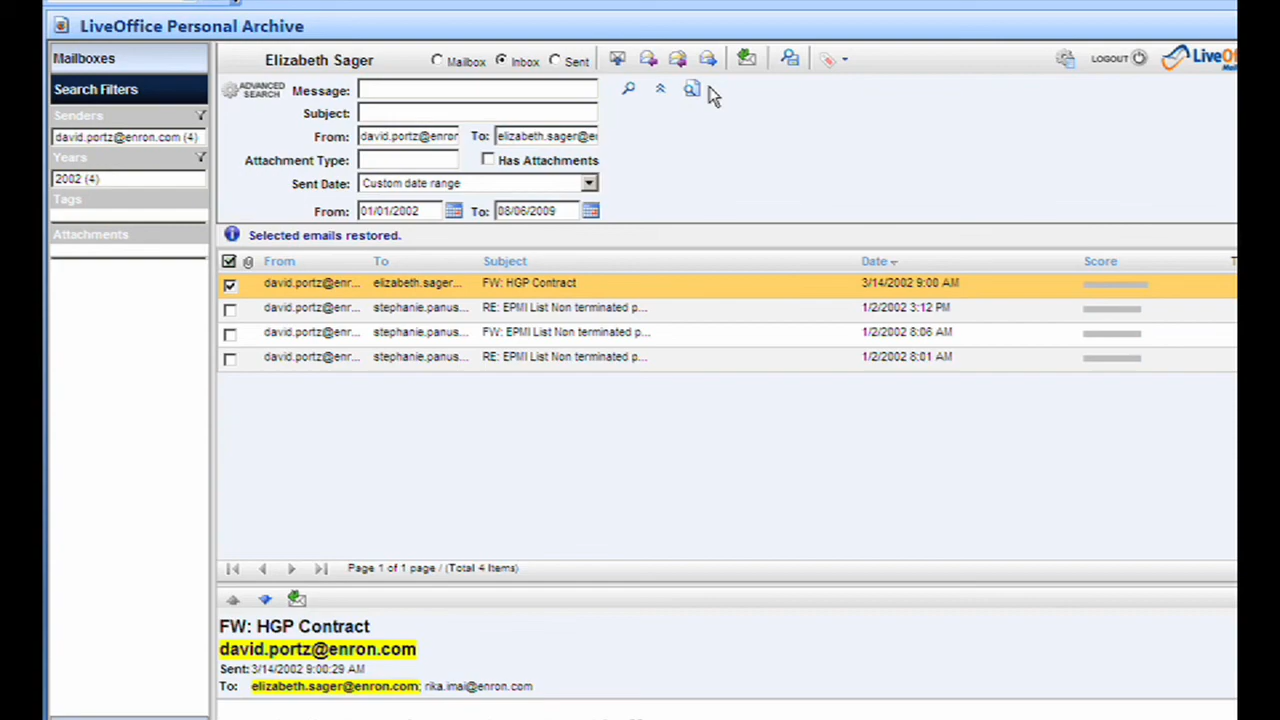 LiveOffice Personal Archive
Mailboxes
Search Filters
Senders
david.portz@enron.com (4)
Years
2002 (4)
Tags
Attachments
Elizabeth Sager
Mailbox
Inbox
Sent
LOGOUT
LiveOf
ADVANCED
SEARCH
Message:
Subject:
From: david.portz@enror To: elizabeth.sager@er
Attachment Type:
Has Attachments
Sent Date: Custom date range
From: 01/01/2002 To: 08/06/2009
Selected emails restored.
From To Subject Date Score T
david.portz@enr... elizabeth.sager... FW: HGP Contract 3/14/2002 9:00 AM
david.portz@enr... stephanie.panus... RE: EPMI List Non terminated p... 1/2/2002 3:12 PM
david.portz@enr... stephanie.panus... FW: EPMI List Non terminated p... 1/2/2002 8:06 AM
david.portz@enr... stephanie.panus... RE: EPMI List Non terminated p... 1/2/2002 8:01 AM
Page 1 of 1 page / (Total 4 Items)
FW: HGP Contract
david.portz@enron.com
Sent: 3/14/2002 9:00:29 AM
To: elizabeth.sager@enron.com; rika.imai@enron.com